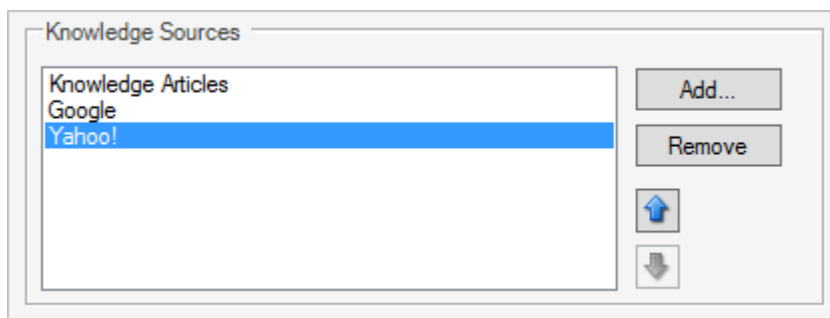 Knowledge Sources
Knowledge Articles
Google
Yahoo!
Add...
Remove